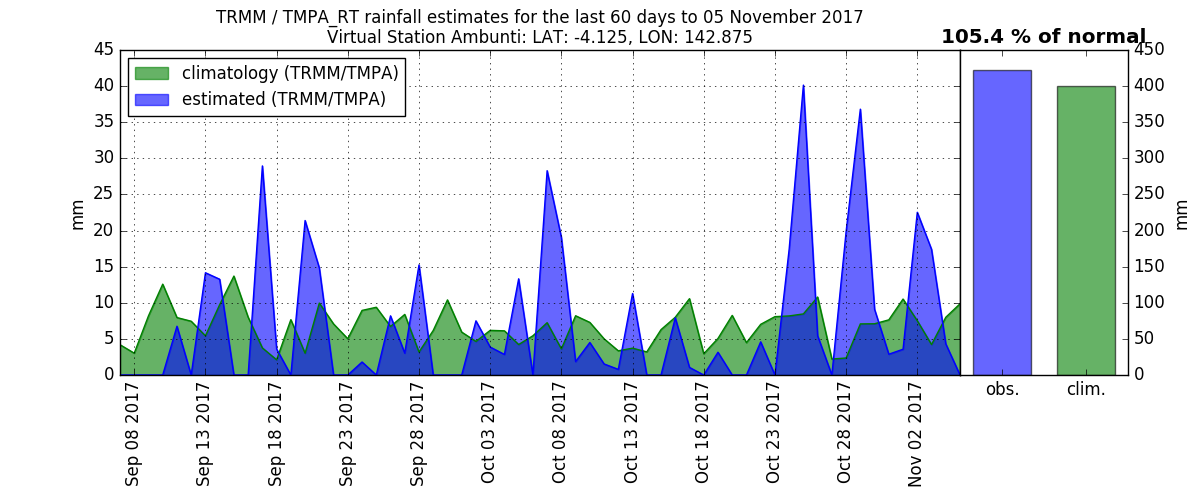 TRMM / TMPA_RT rainfall estimates for the last 60 days to 05 November 2017
Virtual Station Ambunti: LAT: -4.125, LON: 142.875
105.4 % of normal
climatology (TRMM/TMPA)
estimated (TRMM/TMPA)
45
40
35
30
25
20
15
10
5
0
mm
450
400
350
300
250
200
150
100
50
0
mm
Sep 08 2017
Sep 13 2017
Sep 18 2017
Sep 23 2017
Sep 28 2017
Oct 03 2017
Oct 08 2017
Oct 13 2017
Oct 18 2017
Oct 23 2017
Oct 28 2017
Nov 02 2017
obs.
clim.